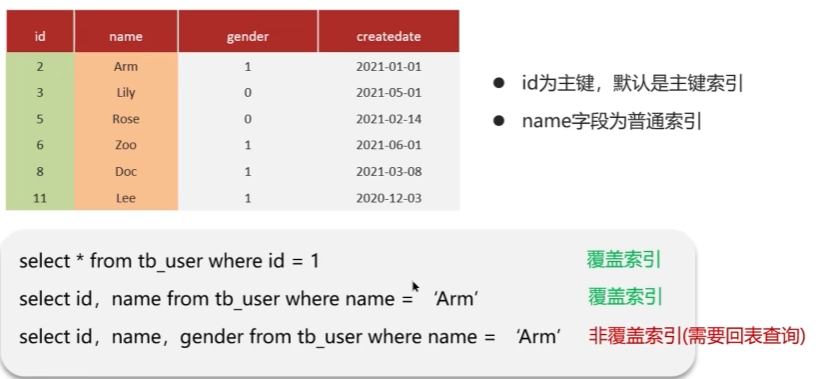 id name gender createdate
2 Arm 1 2021-01-01
3 Lily 0 2021-05-01
5 Rose 0 2021-02-14
6 Zoo 1 2021-06-01
8 Doc 1 2021-03-08
11 Lee 1 2020-12-03
● id为主键，默认是主键索引
● name字段为普通索引
select * from tb_user where id = 1 覆盖索引
select id，name from tb_user where name = ‘Arm’ 覆盖索引
select id，name，gender from tb_user where name = ‘Arm’ 非覆盖索引(需要回表查询)